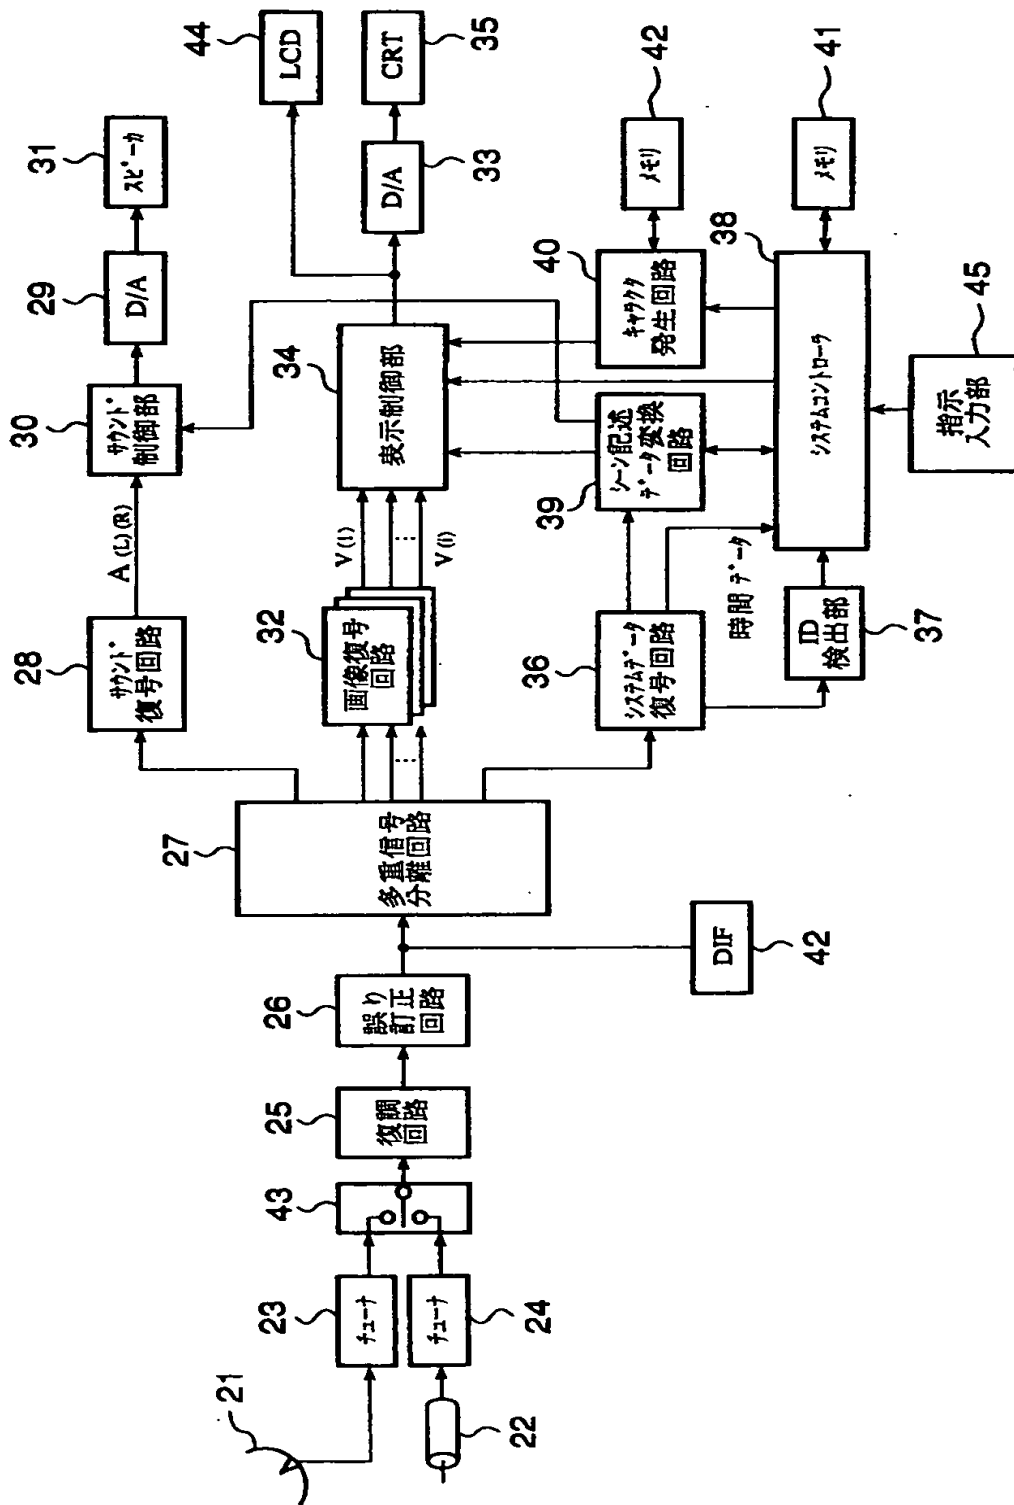 21
22
23
チューナ
24
チューナ
43
25
復調
回路
26
誤り
訂正
回路
DIF
42
27
多重信号
分離回路
28
サウンド
復号回路
A (L) (R)
30
サウンド
制御部
29
D/A
31
スピーカ
32
画像復号
回路
V (1)
V (i)
34
表示制御部
44
LCD
33
D/A
35
CRT
36
システムデータ
復号回路
時間データ
37
ID
検出部
39
シーン記述
データ変換
回路
40
キャラクタ
発生回路
42
メモリ
38
システムコントローラ
41
メモリ
45
指示
入力部